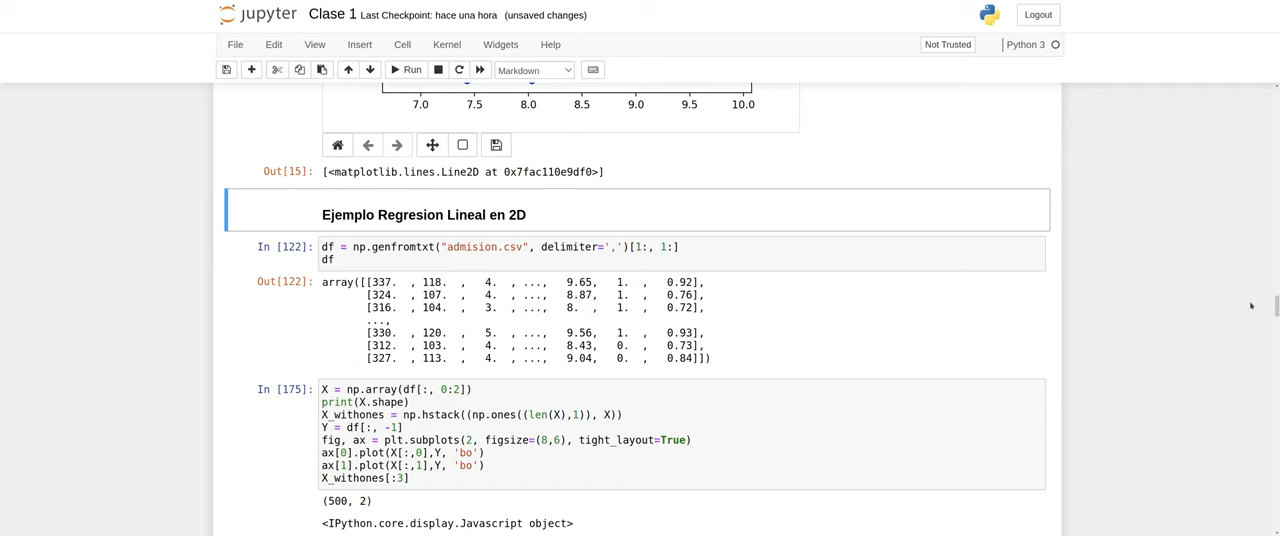 jupyter Clase 1 Last Checkpoint: hace una hora (unsaved changes)
Logout
File Edit View Insert Cell Kernel Widgets Help
Not Trusted
Python 3
Run
Markdown
7.0 7.5 8.0 8.5 9.0 9.5 10.0
Out[15]: [<matplotlib.lines.Line2D at 0x7fac110e9df0>]
Ejemplo Regresion Lineal en 2D
In [122]: df = np.genfromtxt("admision.csv", delimiter=',')[1:, 1:]
df
Out[122]: array([[337. , 118. , 4. , ..., 9.65, 1. , 0.92],
[324. , 107. , 4. , ..., 8.87, 1. , 0.76],
[316. , 104. , 3. , ..., 8. , 1. , 0.72],
...,
[330. , 120. , 5. , ..., 9.56, 1. , 0.93],
[312. , 103. , 4. , ..., 8.43, 0. , 0.73],
[327. , 113. , 4. , ..., 9.04, 0. , 0.84]])
In [175]: X = np.array(df[:, 0:2])
print(X.shape)
X_withones = np.hstack((np.ones((len(X),1)), X))
Y = df[:, -1]
fig, ax = plt.subplots(2, figsize=(8,6), tight_layout=True)
ax[0].plot(X[:,0],Y, 'bo')
ax[1].plot(X[:,1],Y, 'bo')
X_withones[:3]
(500, 2)
<IPython.core.display.Javascript object>